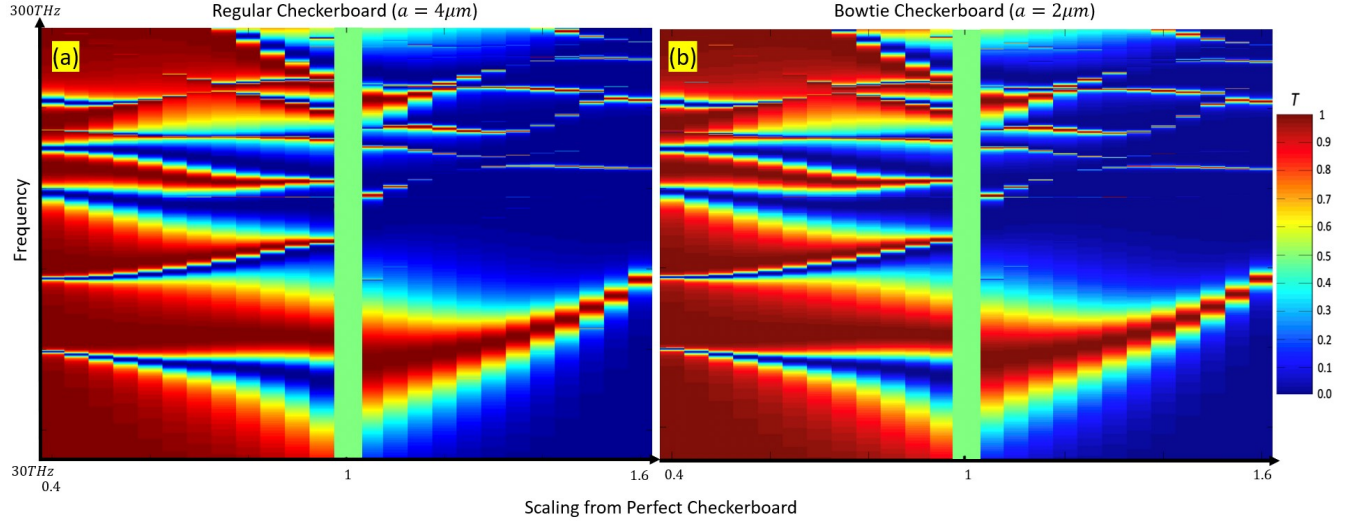 300THz
Regular Checkerboard (a = 4μm)
Bowtie Checkerboard (a = 2μm)
(a)
(b)
T
1
0.9
0.8
0.7
0.6
0.5
0.4
0.3
0.2
0.1
0.0
Frequency
30THz
0.4
1
1.6
0.4
1
1.6
Scaling from Perfect Checkerboard